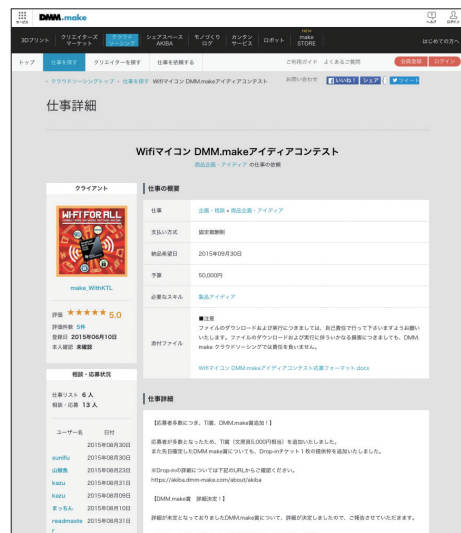 サービス
DMM.make
ヘルプ
ログイン
3Dプリント
クリエイターズ
マーケット
クラウド
ソーシング
シェアスペース
AKIBA
モノづくり
ログ
カンタン
サービス
ロボット
NEW
make
STORE
はじめての方へ
トップ
仕事を探す
クリエイターを探す
仕事を依頼する
ご利用ガイド
よくあるご質問
会員登録
ログイン
クラウドソーシングトップ
仕事を探す
Wifiマイコン DMM.makeアイディアコンテスト
お問い合わせ
いいね!
シェア
ツイート
仕事詳細
Wifiマイコン DMM.makeアイディアコンテスト
商品企画・アイディア の仕事の依頼
クライアント
WI-FI FOR ALL
make_WithKTL
評価 ★★★★★ 5.0
評価件数 5件
登録日 2015年06月10日
本人確認 未確認
相談・応募状況
仕事リスト 6 人
相談・応募 13 人
ユーザー名 日付
2015年08月30日
sunifu 2015年08月30日
山親魚 2015年08月23日
kazu 2015年08月31日
kazu 2015年08月09日
まっちん 2015年08月10日
readmaste 2015年08月31日
r
仕事の概要
仕事 企画・相談 » 商品企画・アイディア
支払い方式 固定報酬制
納品希望日 2015年09月30日
予算 50,000円
必要なスキル 製品アイディア
添付ファイル
■注意
ファイルのダウンロードおよび実行につきましては、自己責任で行って下さいますようお願い
いたします。ファイルのダウンロードおよび実行に伴ういかなる損害につきましても、DMM.
make クラウドソーシングでは責任を負いません。
Wifiマイコン DMM.makeアイディアコンテスト応募フォーマット.docx
仕事詳細
【応募者多数につき、TI賞、DMM.make賞追加!】
応募者が多数となったため、TI賞（文房具5,000円相当）を追加いたしました。
また先日確定したDMM.make賞についても、Drop-inチケット1枚の提供枠を追加いたしました。
※Drop-inの詳細については下記のURLからご確認ください。
https://akiba.dmm-make.com/about/akiba
【DMM.make賞 詳細決定!】
詳細が未定となっておりましたDMM.make賞について、詳細が決定しましたので、ご報告させていただきます。